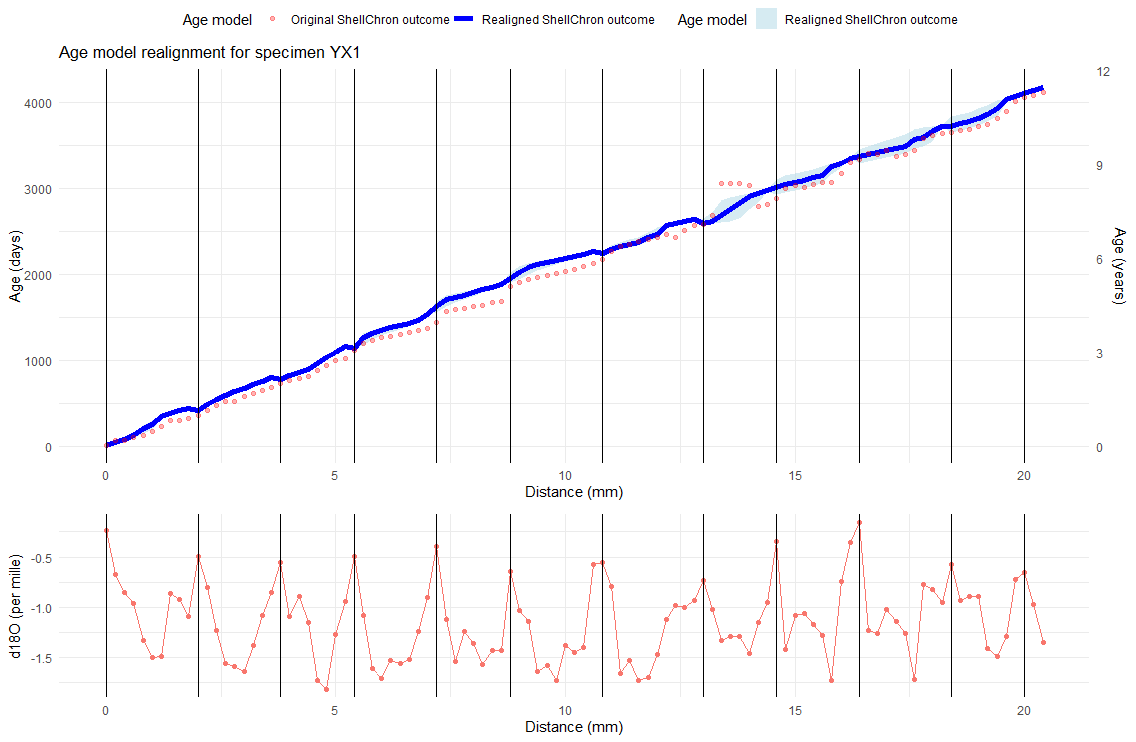 Age model Original ShellChron outcome Realigned ShellChron outcome Age model Realigned ShellChron outcome
Age model realignment for specimen YX1
12
4000
9
3000
6
2000
3
1000
0
0
Age (days)
Age (years)
0 5 10 15 20
Distance (mm)
-0.5
-1.0
-1.5
d18O (per mille)
0 5 10 15 20
Distance (mm)